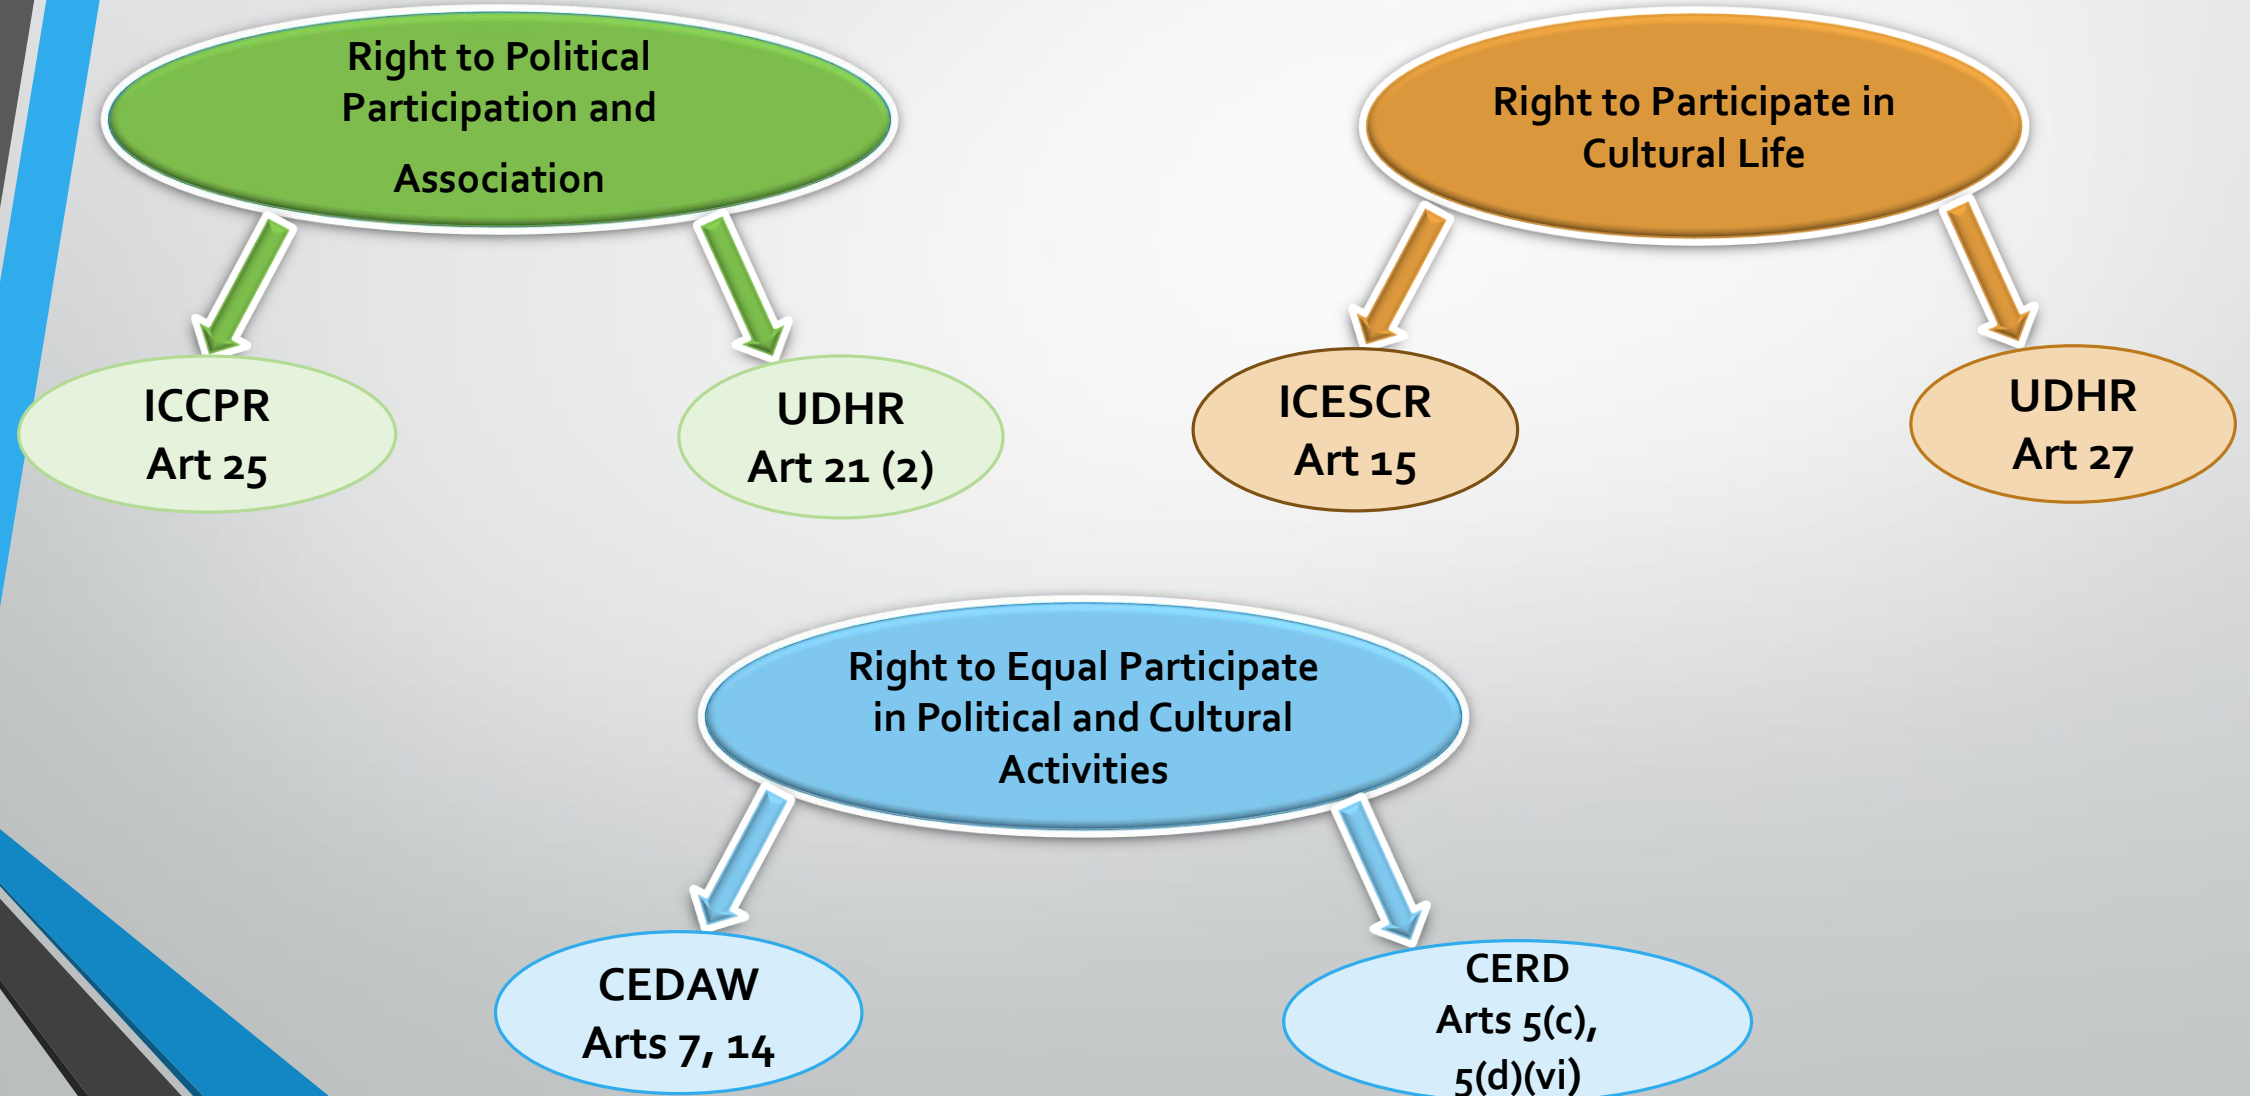 Right to Political
Participation and
Association
Right to Participate in
Cultural Life
ICCPR
Art 25
UDHR
Art 21 (2)
ICESCR
Art 15
UDHR
Art 27
Right to Equal Participate
in Political and Cultural
Activities
CEDAW
Arts 7, 14
CERD
Arts 5(c),
5(d)(vi)